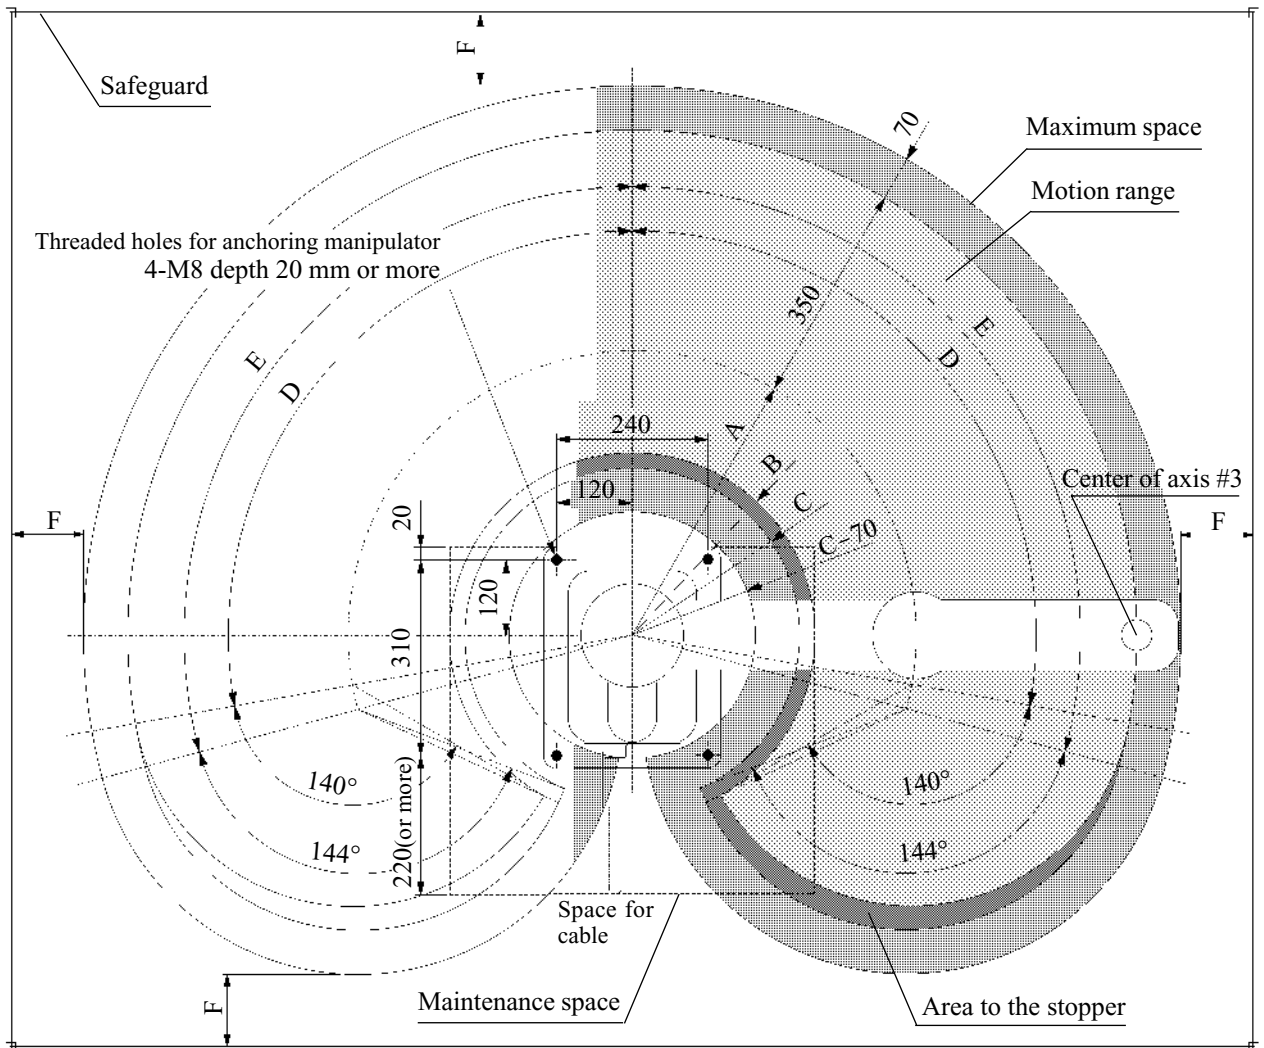 F
Safeguard
70
Maximum space
Motion range
Threaded holes for anchoring manipulator
4-M8 depth 20 mm or more
350
E
D
E
D
A
240
B
Center of axis #3
120
C
20
F
F
C-70
120
310
140°
140°
144°
144°
220(or more)
Space for
cable
Maintenance space
Area to the stopper
F